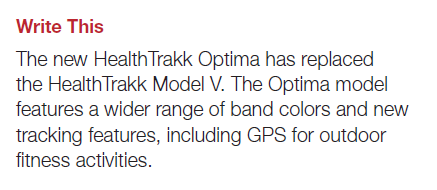 Write This
The new HealthTrakk Optima has replaced
the HealthTrakk Model V. The Optima model
features a wider range of band colors and new
tracking features, including GPS for outdoor
fitness activities.